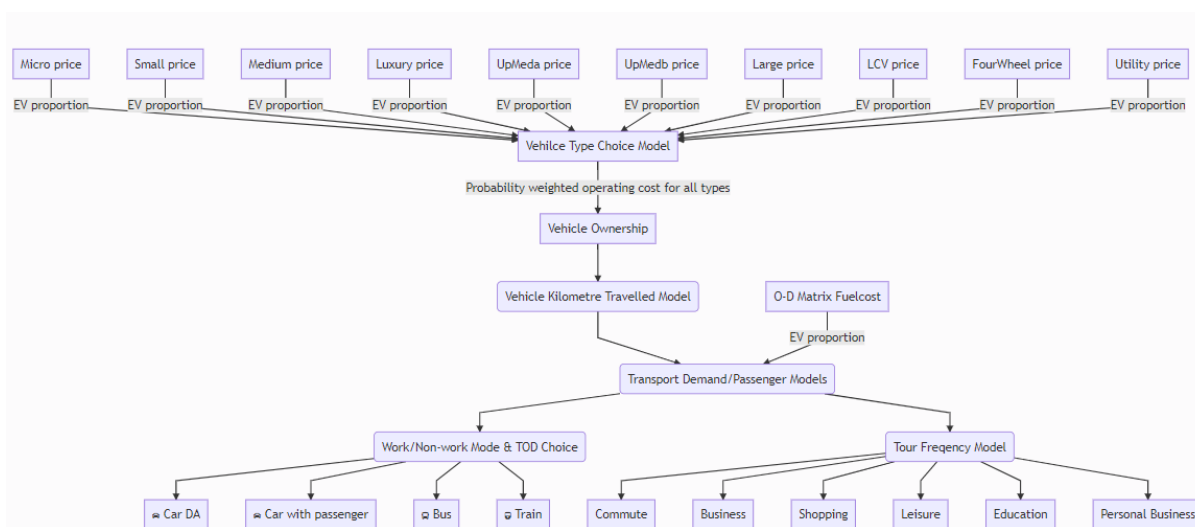 Micro price
Small price
Medium price
Luxury price
UpMeda price
UpMedb price
Large price
LCV price
FourWheel price
Utility price
EV proportion
EV proportion
EV proportion
EV proportion
EV proportion
EV proportion
EV proportion
EV proportion
EV proportion
EV proportion
Vehilce Type Choice Model
Probability weighted operating cost for all types
Vehicle Ownership
Vehicle Kilometre Travelled Model
O-D Matrix Fuelcost
EV proportion
Transport Demand/Passenger Models
Work/Non-work Mode & TOD Choice
Tour Freqency Model
Car DA
Car with passenger
Bus
Train
Commute
Business
Shopping
Leisure
Education
Personal Business